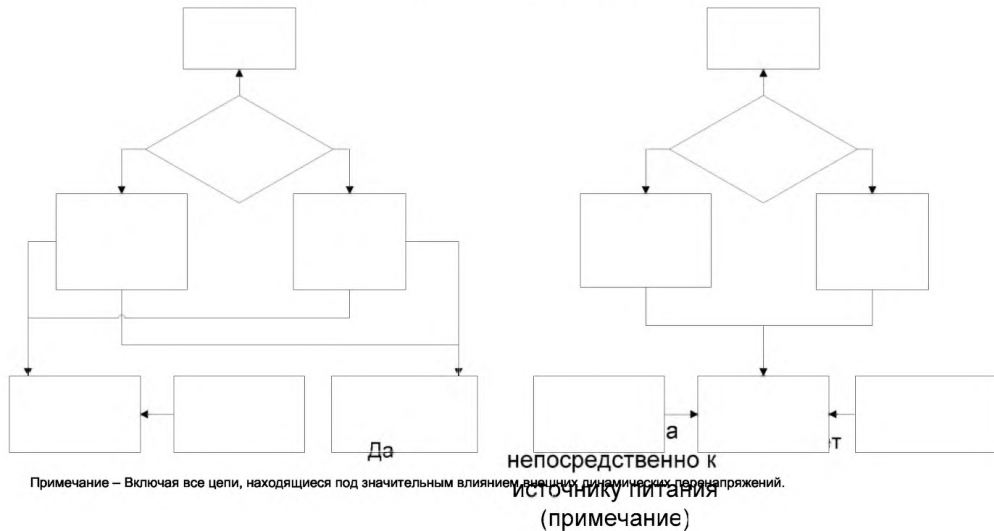 Да
непосредственно к
Примечание – Включая все цепи, находящиеся под значительным влиянием внешних динамических перенапряжений.
источнику питания
(примечание)